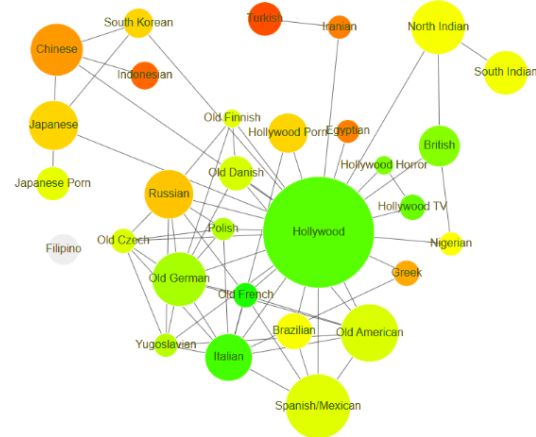 South Korean
Turkish
Iranian
North Indian
Chinese
Indonesian
South Indian
Japanese
Old Finnish
Hollywood Porn
Egyptian
British
Japanese Porn
Old Danish
Hollywood Horror
Russian
Hollywood TV
Filipino
Old Czech
Polish
Hollywood
Nigerian
Old German
Greek
Old French
Yugoslavian
Italian
Brazilian
Old American
Spanish/Mexican